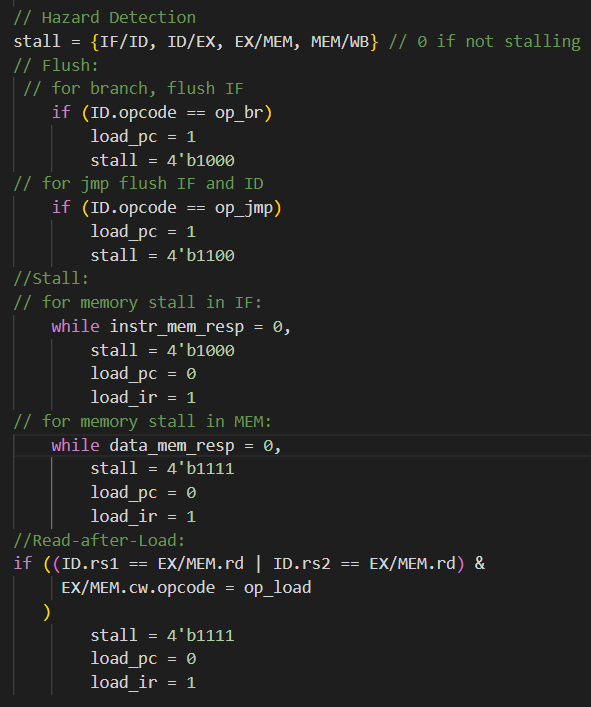 // Hazard Detection
stall = {IF/ID, ID/EX, EX/MEM, MEM/WB} // 0 if not stalling
// Flush:
// for branch, flush IF
if (ID.opcode == op_br)
load_pc = 1
stall = 4'b1000
// for jmp flush IF and ID
if (ID.opcode == op_jmp)
load_pc = 1
stall = 4'b1100
//Stall:
// for memory stall in IF:
while instr_mem_resp = 0,
stall = 4'b1000
load_pc = 0
load_ir = 1
// for memory stall in MEM:
while data_mem_resp = 0,
stall = 4'b1111
load_pc = 0
load_ir = 1
//Read-after-Load:
if ((ID.rs1 == EX/MEM.rd | ID.rs2 == EX/MEM.rd) &
EX/MEM.cw.opcode = op_load
)
stall = 4'b1111
load_pc = 0
load_ir = 1